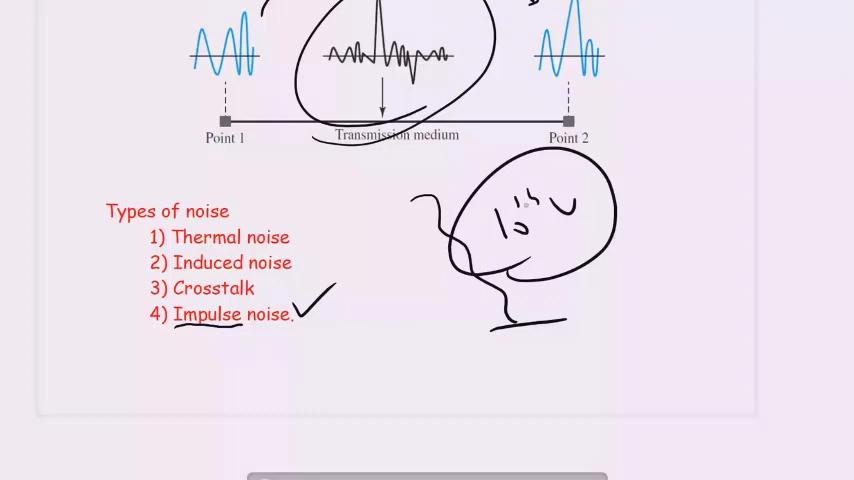 Point 1
Transmission medium
Point 2
Types of noise
1) Thermal noise
2) Induced noise
3) Crosstalk
4) Impulse noise.